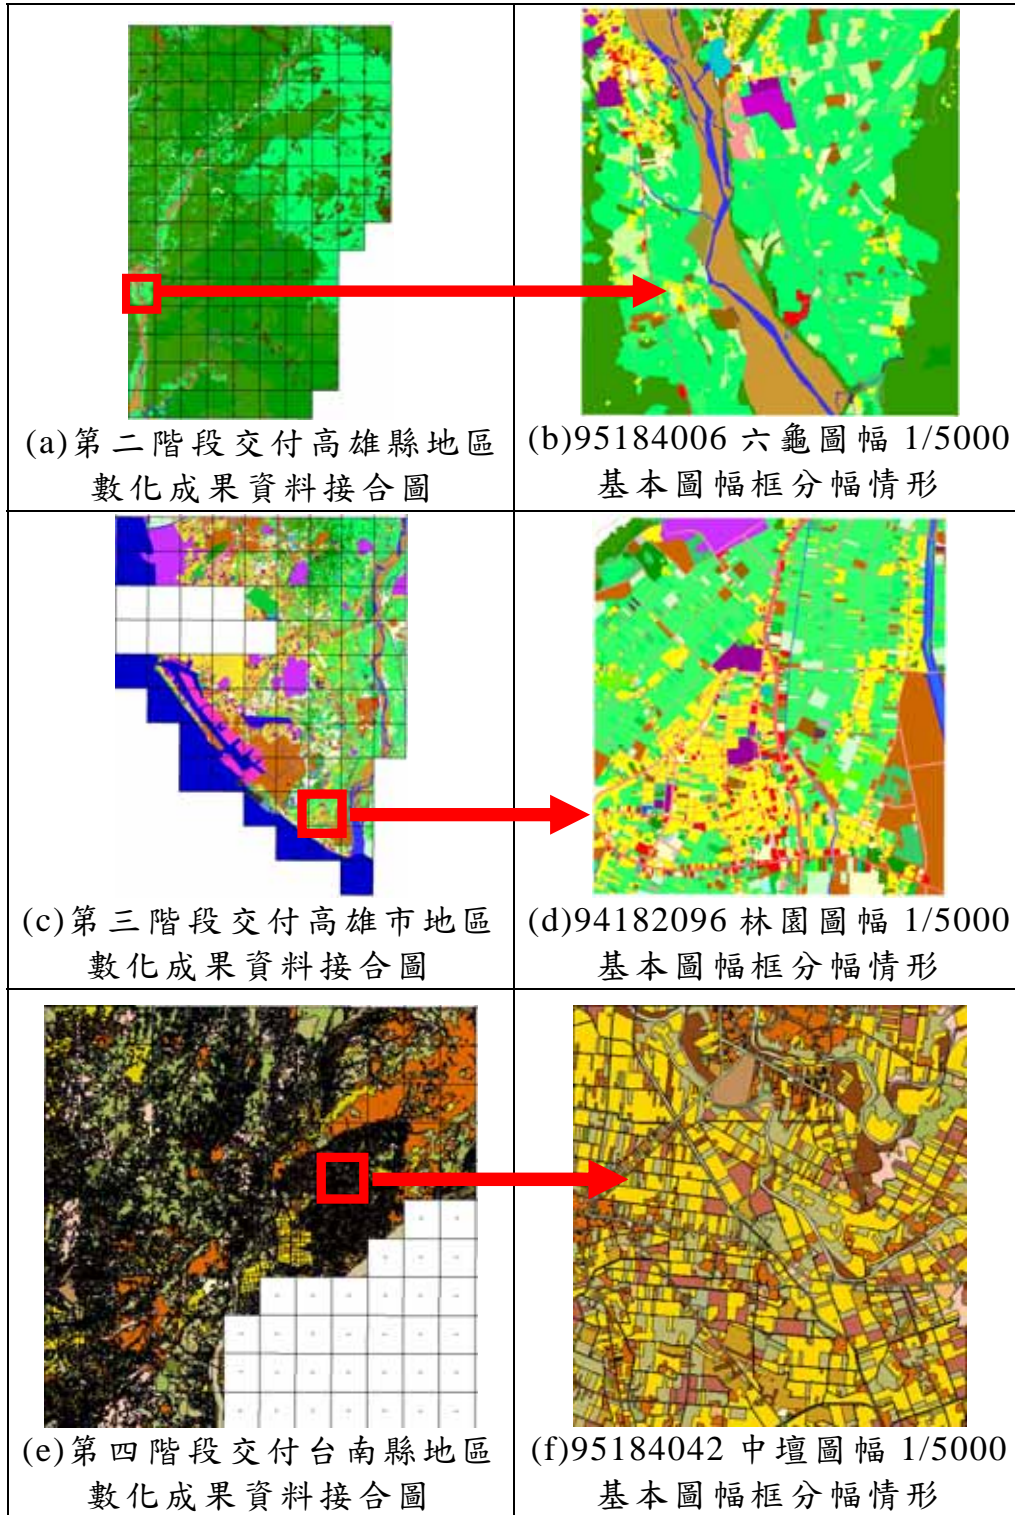 (a)第二階段交付高雄縣地區
數化成果資料接合圖
(b)95184006 六龜圖幅 1/5000
基本圖幅框分幅情形
(c)第三階段交付高雄市地區
數化成果資料接合圖
(d)94182096 林園圖幅 1/5000
基本圖幅框分幅情形
(e)第四階段交付台南縣地區
數化成果資料接合圖
(f)95184042 中壇圖幅 1/5000
基本圖幅框分幅情形